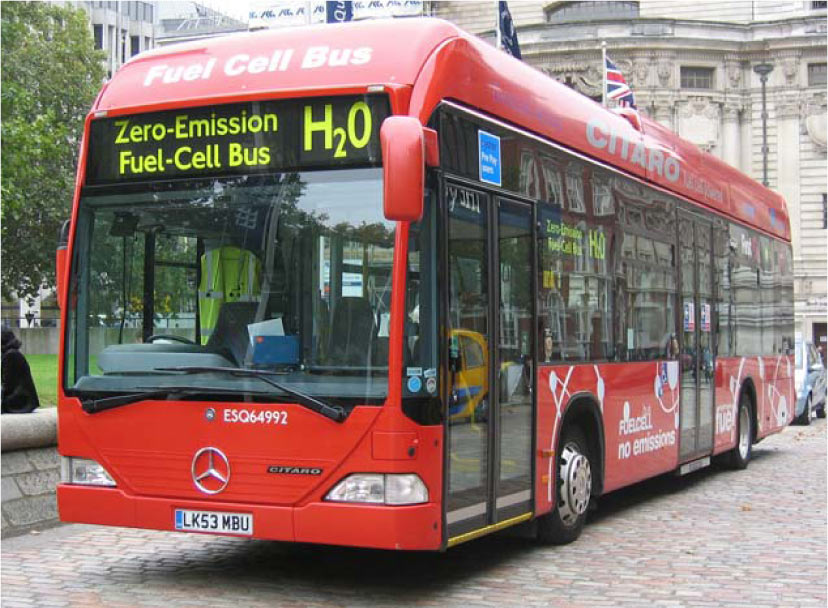 Fuel Cell Bus
Zero-Emission
Fuel-Cell Bus
H2O
CITARO
Zero-Emission
Fuel-Cell Bus
H2O
ESQ64992
CITARO
LK53 MBU
FUELCELL
no emissions
fuel